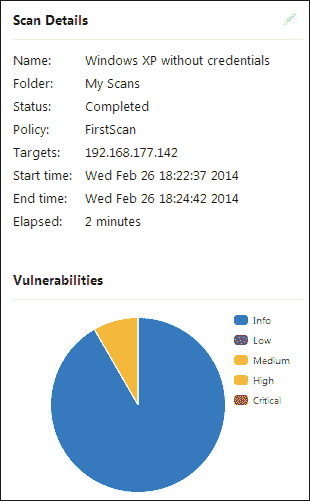 Scan Details
Name: Windows XP without credentials
Folder: My Scans
Status: Completed
Policy: FirstScan
Targets: 192.168.177.142
Start time: Wed Feb 26 18:22:37 2014
End time: Wed Feb 26 18:24:42 2014
Elapsed: 2 minutes
Vulnerabilities
Info
Low
Medium
High
Critical